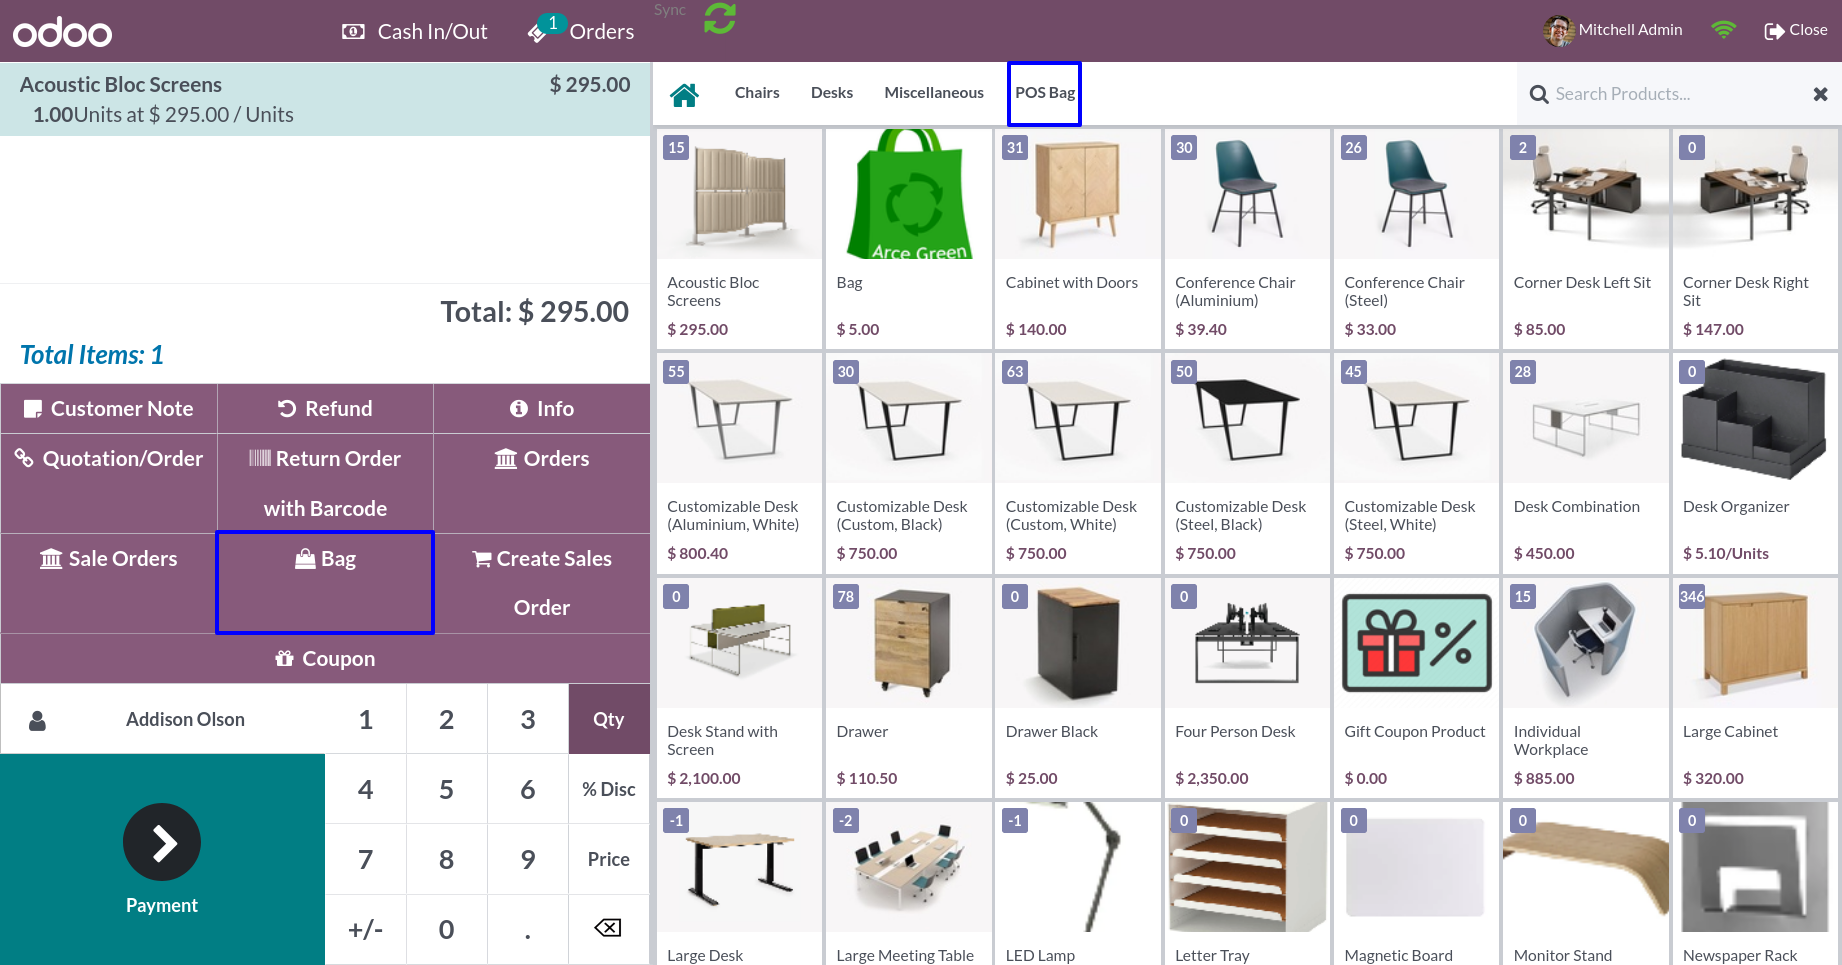 odoo
Cash In/Out
1
Orders
Sync
Mitchell Admin
Close
Acoustic Bloc Screens $ 295.00
1.00Units at $ 295.00 / Units
Total: $ 295.00
Total Items: 1
Customer Note
Refund
Info
Quotation/Order
Return Order
with Barcode
Orders
Sale Orders
Bag
Create Sales
Order
Coupon
Addison Olson
1 2 3 Qty
4 5 6 % Disc
7 8 9 Price
+/- 0 .
Payment
Chairs
Desks
Miscellaneous
POS Bag
Search Products...
15
Acoustic Bloc
Screens
$ 295.00
Arce Green
Bag
$ 5.00
31
Cabinet with Doors
$ 140.00
30
Conference Chair
(Aluminium)
$ 39.40
26
Conference Chair
(Steel)
$ 33.00
2
Corner Desk Left Sit
$ 85.00
0
Corner Desk Right
Sit
$ 147.00
55
Customizable Desk
(Aluminium, White)
$ 800.40
30
Customizable Desk
(Custom, Black)
$ 750.00
63
Customizable Desk
(Custom, White)
$ 750.00
50
Customizable Desk
(Steel, Black)
$ 750.00
45
Customizable Desk
(Steel, White)
$ 750.00
28
Desk Combination
$ 450.00
0
Desk Organizer
$ 5.10/Units
0
Desk Stand with
Screen
$ 2,100.00
78
Drawer
$ 110.50
0
Drawer Black
$ 25.00
0
Four Person Desk
$ 2,350.00
%
Gift Coupon Product
$ 0.00
15
Individual
Workplace
$ 885.00
346
Large Cabinet
$ 320.00
-1
Large Desk
-2
Large Meeting Table
-1
LED Lamp
0
Letter Tray
0
Magnetic Board
0
Monitor Stand
0
Newspaper Rack